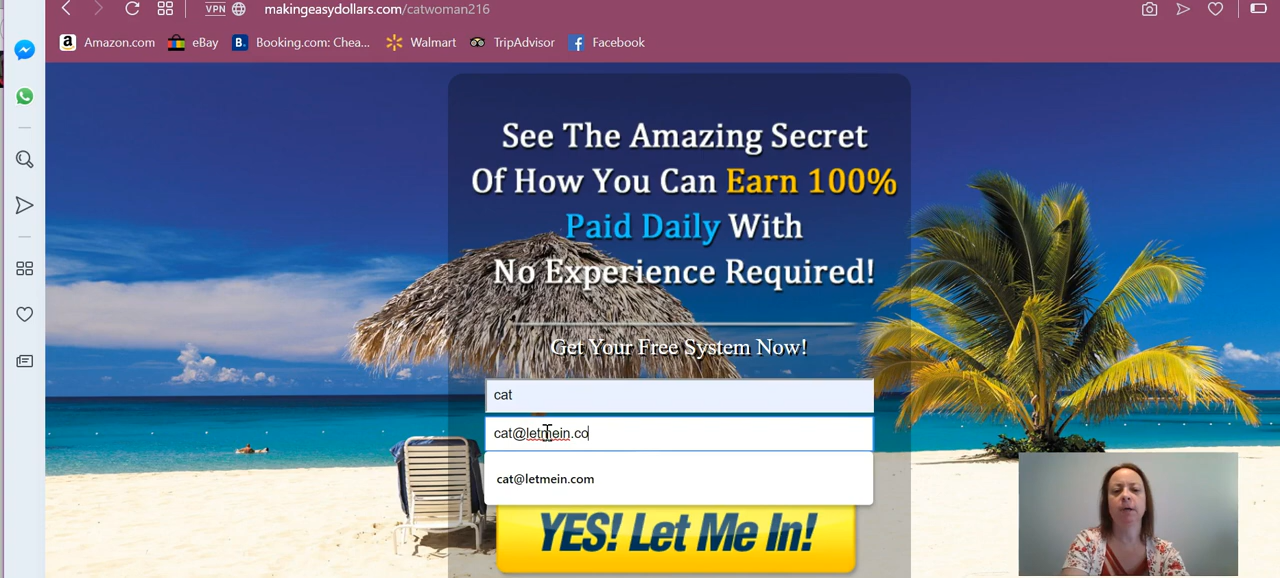 VPN
makingeasydollars.com/catwoman216
Amazon.com eBay Booking.com: Chea... Walmart TripAdvisor Facebook
See The Amazing Secret
Of How You Can Earn 100%
Paid Daily With
No Experience Required!
Get Your Free System Now!
cat
cat@letmein.co
cat@letmein.com
YES! Let Me In!